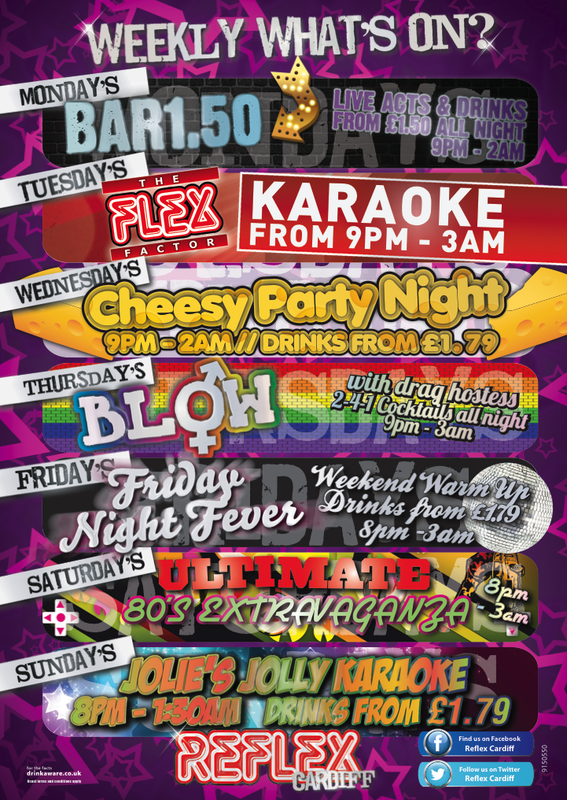 WEEKLY WHAT'S ON?
MONDAY'S
BAR1.50
LIVE ACTS & DRINKS
FROM £1.50 ALL NIGHT
9PM - 2AM
TUESDAY'S
THE
FLEX
FACTOR
KARAOKE
FROM 9PM - 3AM
WEDNESDAY'S
Cheesy Party Night
9PM - 2AM // DRINKS FROM £1.79
THURSDAY'S
BLOW
with drag hostess
2-4-1 Cocktails all night
9pm - 3am
FRIDAY'S
Friday
Night Fever
Weekend Warm Up
Drinks from £1.79
8pm -3am
SATURDAY'S
ULTIMATE
80'S EXTRAVAGANZA
8pm
- 3am
SUNDAY'S
JOLIE'S JOLLY KARAOKE
8PM - 1:30AM DRINKS FROM £1.79
REFLEX
CARDIFF
Find us on Facebook
Reflex Cardiff
Follow us on Twitter
Reflex Cardiff
for the facts
drinkaware.co.uk
9150550